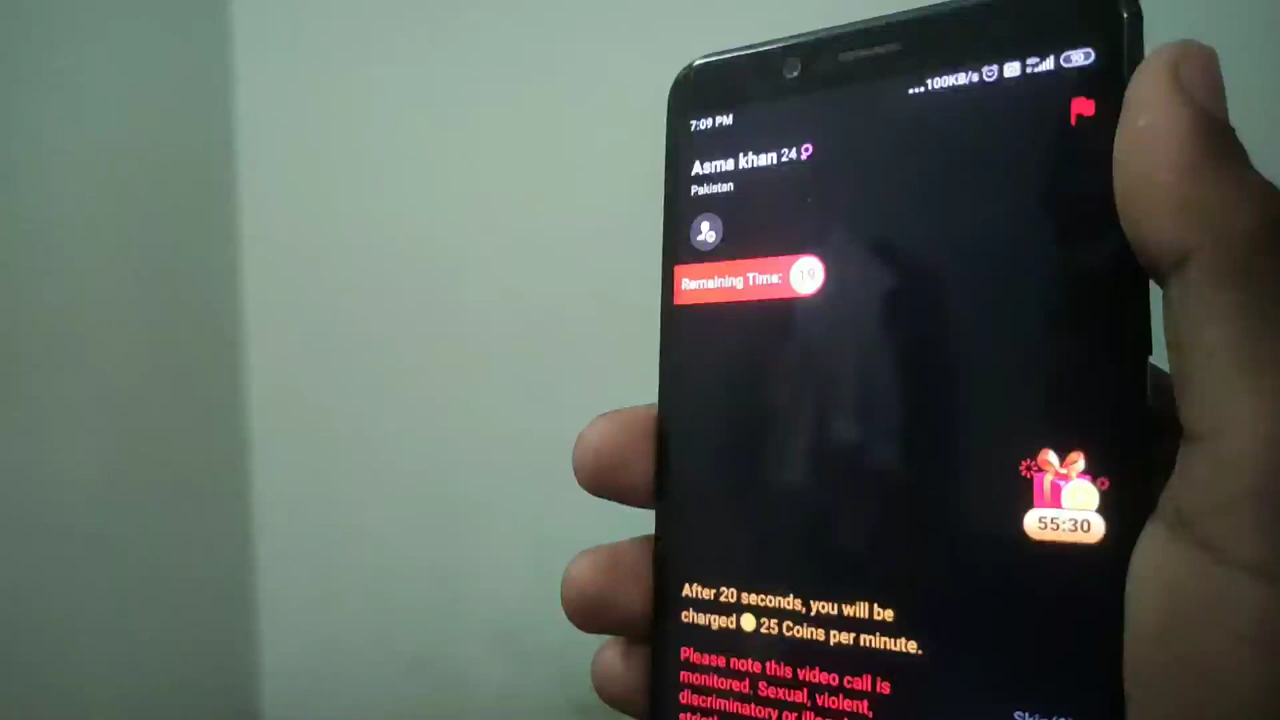 ...100KB/s
90
7:09 PM
Asma khan 24
Pakistan
Remaining Time: 19
55:30
After 20 seconds, you will be
charged 25 Coins per minute.
Please note this video call is
monitored. Sexual, violent,
discriminatory or